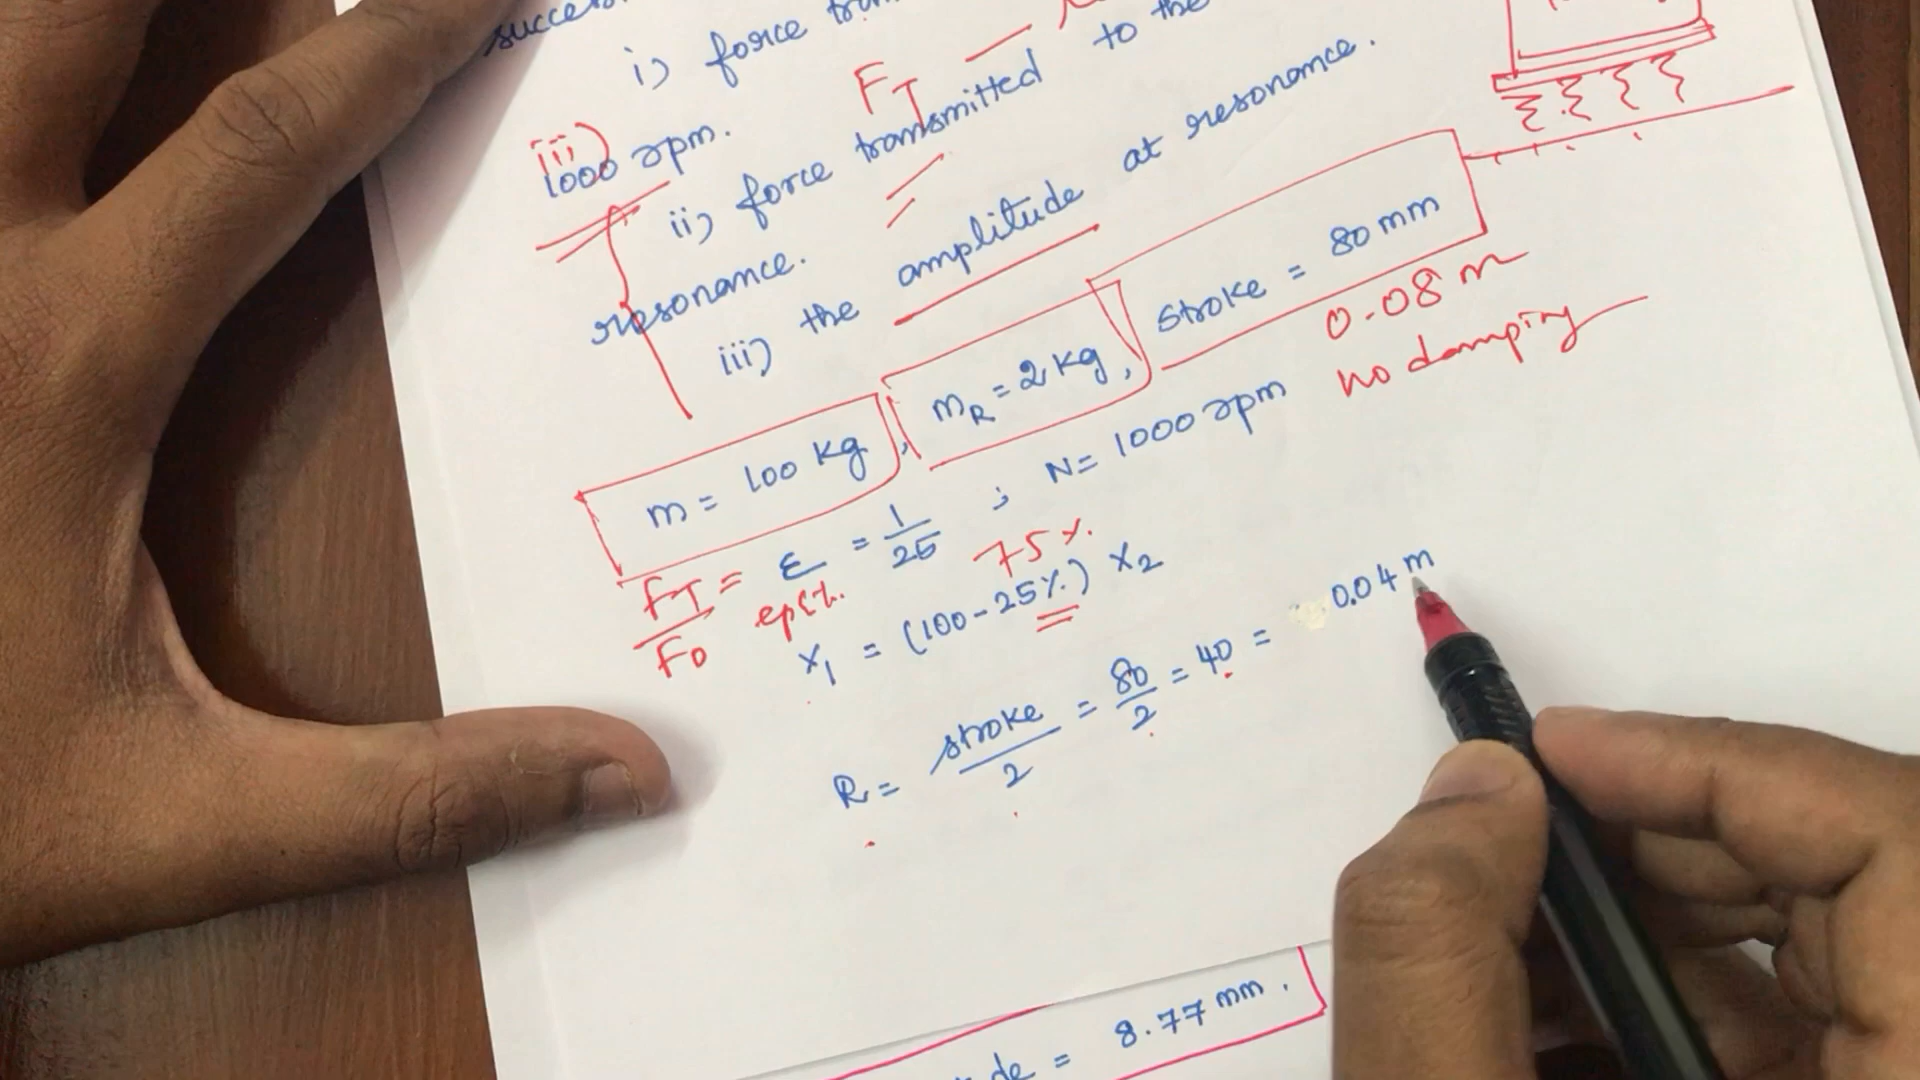 i) force
F_T
iii)
1000 rpm.
ii) force transmitted to the
resonance.
iii) the amplitude at resonance.
m = 100 kg, m_R = 2 kg, stroke = 80 mm
0.08 m
no damping
F_T/F_0 = ε = 1/25 ; N = 1000 rpm
75%.
x_1 = (100-25%) x_2
R = stroke/2 = 80/2 = 40 = 0.04 m
= 8.77 mm.